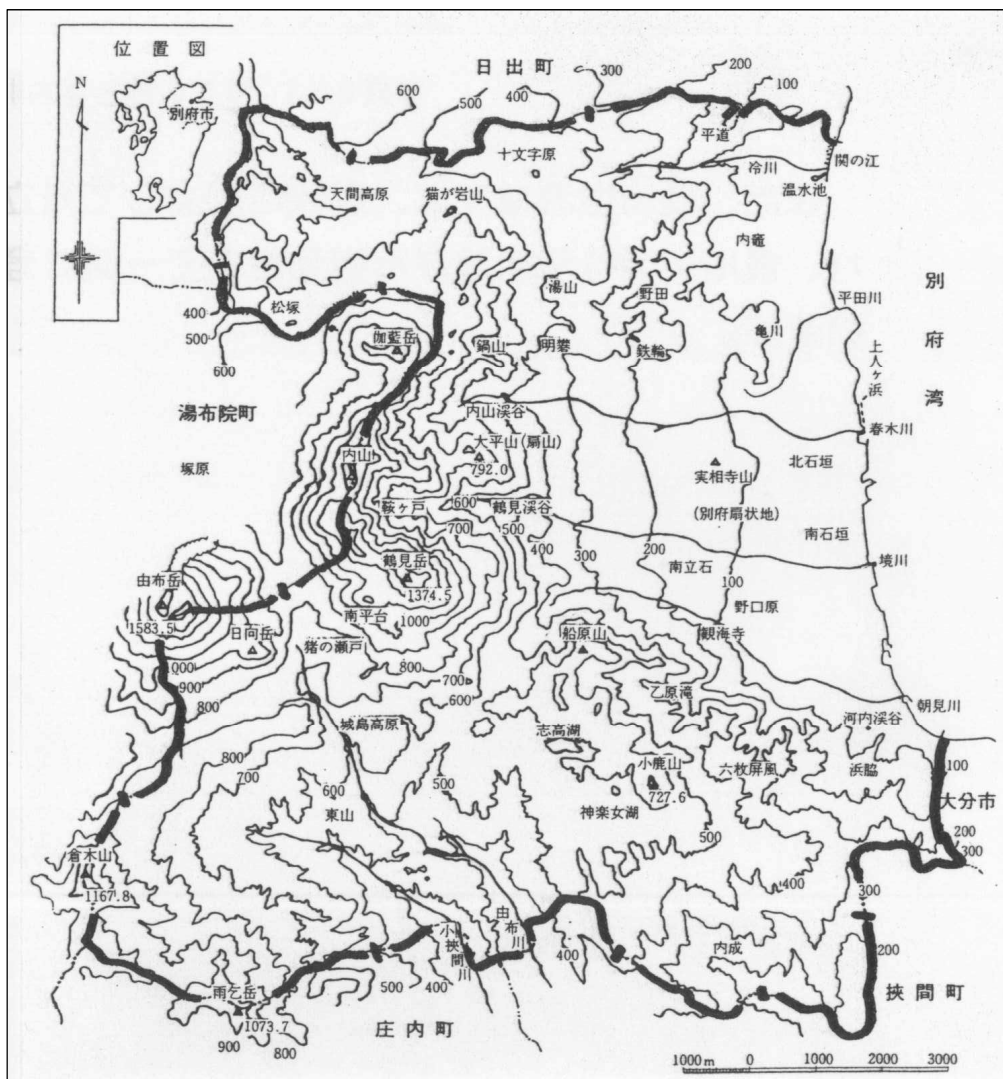 位置図
N
別府市
日出町
600
500
400
300
200
100
平道
十文字原
関の江
冷川
温水池
天間高原
猫が岩山
内竈
別府湾
湯山
野田
平田川
松塚
400
500
600
伽藍岳
鍋山
明礬
鉄輪
亀川
上人ヶ浜
湯布院町
内山渓谷
春木川
大平山(扇山)
792.0
北石垣
塚原
内山
実相寺山
鞍ヶ戸
600
鶴見渓谷
(別府扇状地)
700
500
南石垣
400
300
200
鶴見岳
1374.5
南立石
100
境川
由布岳
1583.5
南平台
1000
野口原
日向岳
猪の瀬戸
船原山
観海寺
1000
900
800
800
700
600
乙原滝
城島高原
志高湖
河内渓谷
朝見川
800
700
小鹿山
727.6
六枚屏風
浜脇
100
大分市
600
500
東山
神楽女湖
500
200
300
倉木山
1167.8
400
300
由布川
小挾間川
内成
200
400
500
400
雨乞岳
1073.7
挾間町
庄内町
900
800
1000m
0
1000
2000
3000